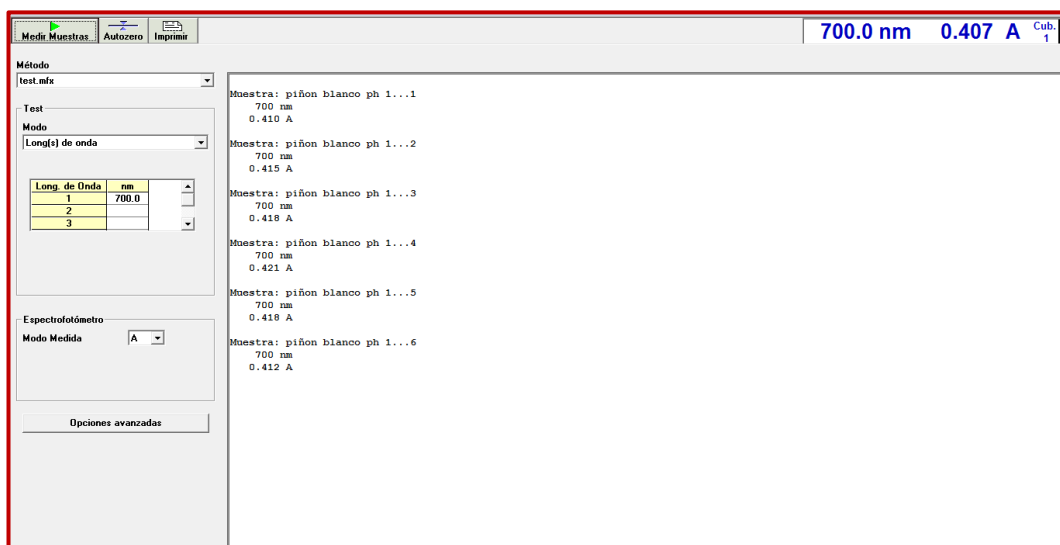 Medir Muestras Autozero Imprimir
700.0 nm 0.407 A Cub. 1
Método
test.mfx
Test
Modo
Long(s) de onda
Long. de Onda nm
1 700.0
2
3
Espectrofotómetro
Modo Medida A
Opciones avanzadas
Muestra: piñon blanco ph 1...1
700 nm
0.410 A
Muestra: piñon blanco ph 1...2
700 nm
0.415 A
Muestra: piñon blanco ph 1...3
700 nm
0.418 A
Muestra: piñon blanco ph 1...4
700 nm
0.421 A
Muestra: piñon blanco ph 1...5
700 nm
0.418 A
Muestra: piñon blanco ph 1...6
700 nm
0.412 A